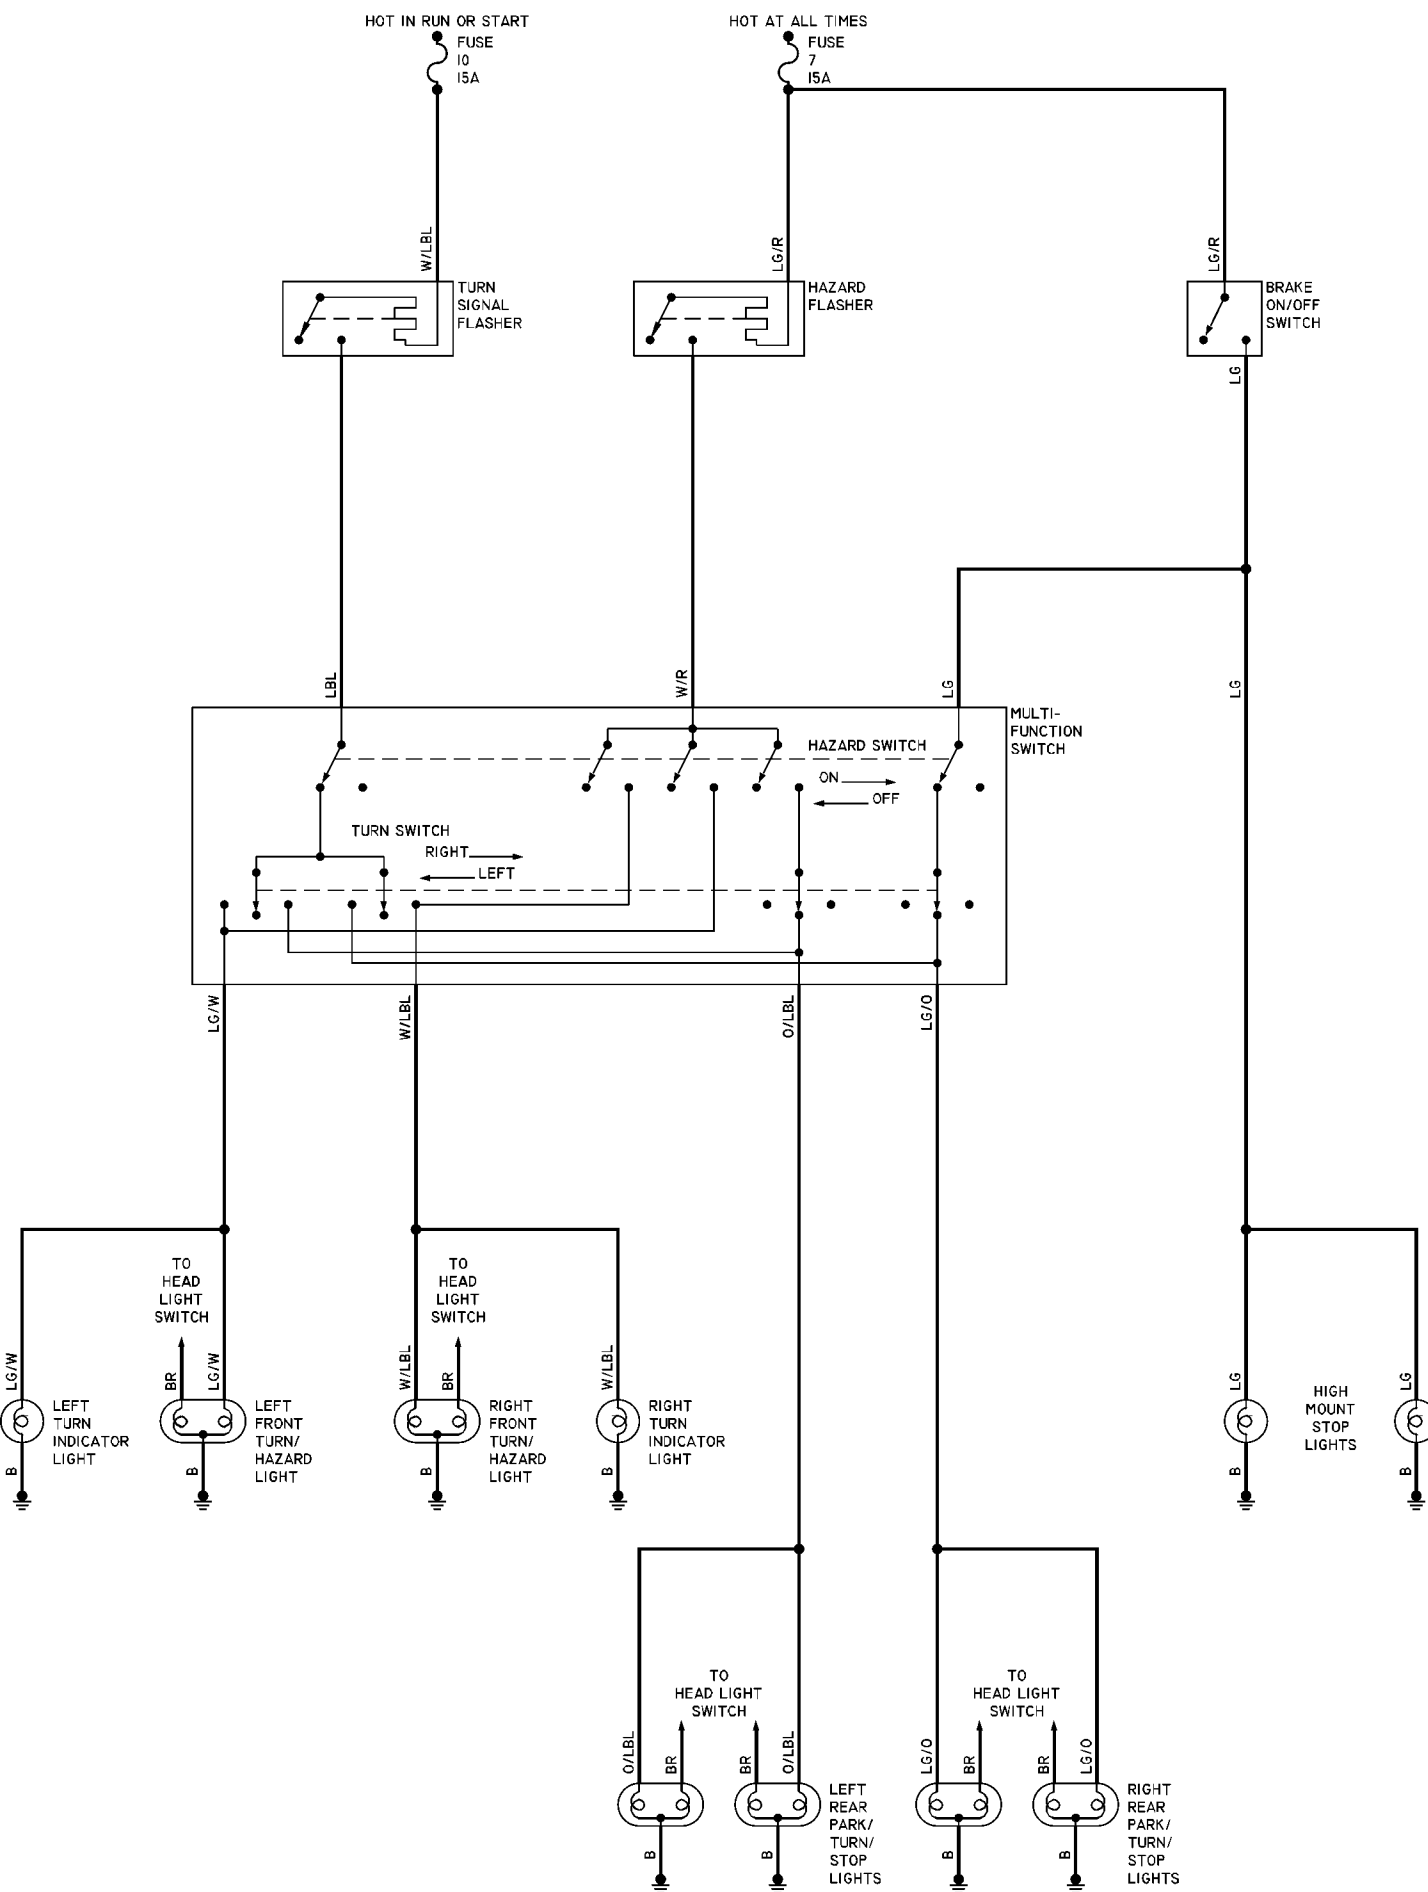 HOT IN RUN OR START
FUSE
10
15A
HOT AT ALL TIMES
FUSE
7
15A
W/LBL
LG/R
LG/R
TURN
SIGNAL
FLASHER
HAZARD
FLASHER
BRAKE
ON/OFF
SWITCH
LG
LBL
W/R
LG
LG
MULTI-
FUNCTION
SWITCH
HAZARD SWITCH
ON
OFF
TURN SWITCH
RIGHT
LEFT
LG/W
W/LBL
O/LBL
LG/O
TO
HEAD
LIGHT
SWITCH
TO
HEAD
LIGHT
SWITCH
LG/W
BR
LG/W
W/LBL
BR
W/LBL
LG
LG
LEFT
TURN
INDICATOR
LIGHT
LEFT
FRONT
TURN/
HAZARD
LIGHT
RIGHT
FRONT
TURN/
HAZARD
LIGHT
RIGHT
TURN
INDICATOR
LIGHT
HIGH
MOUNT
STOP
LIGHTS
B
B
B
B
B
B
TO
HEAD LIGHT
SWITCH
TO
HEAD LIGHT
SWITCH
O/LBL
BR
BR
O/LBL
LG/O
BR
BR
LG/O
LEFT
REAR
PARK/
TURN/
STOP
LIGHTS
RIGHT
REAR
PARK/
TURN/
STOP
LIGHTS
B
B
B
B